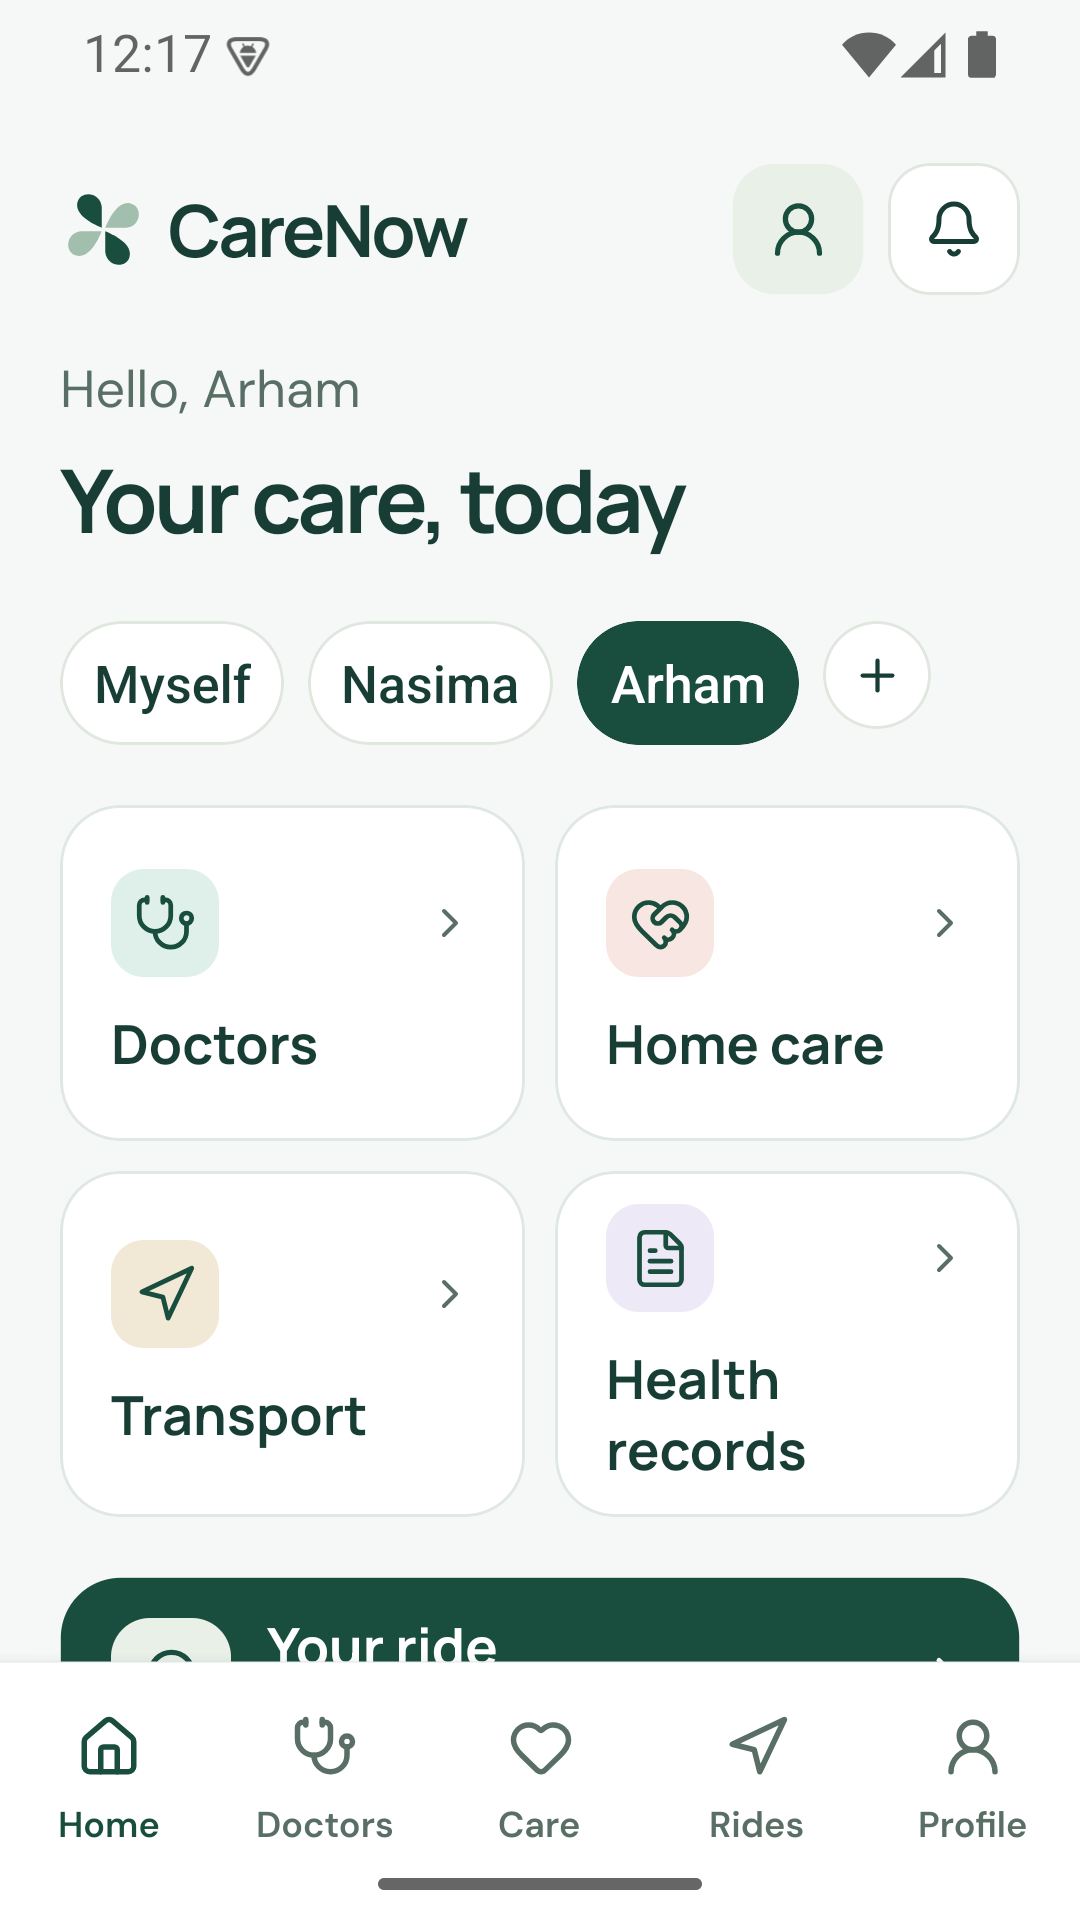 12:17
CareNow
Hello, Arham
Your care, today
Myself
Nasima
Arham
Doctors
Home care
Transport
Health
records
Your ride
Home
Doctors
Care
Rides
Profile